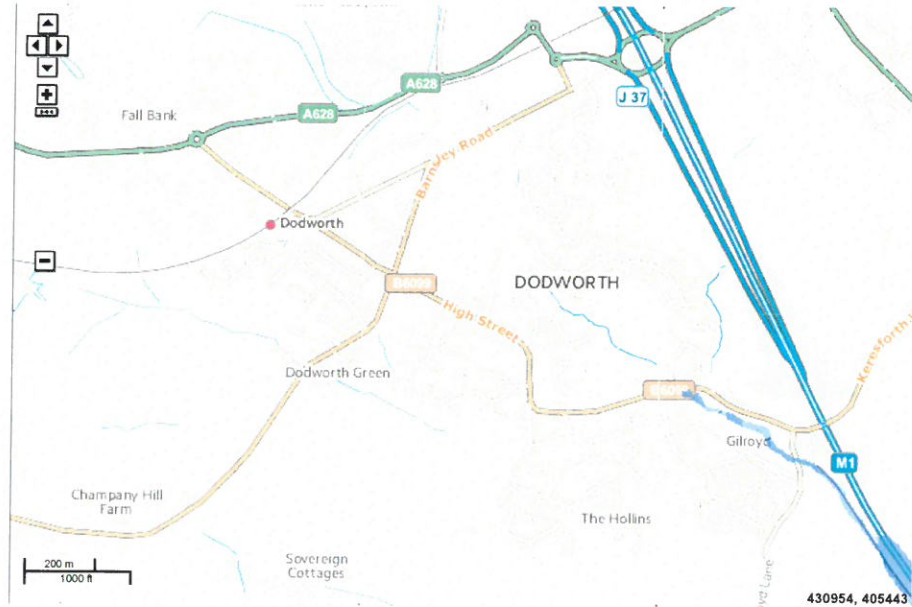 A628
A628
J 37
Fall Bank
Barnsley Road
Dodworth
B6099
DODWORTH
High Street
Keresforth
Dodworth Green
Gilroyd
M1
Champany Hill
Farm
The Hollins
Sovereign
Cottages
Lane
200 m
1000 ft
430954, 405443